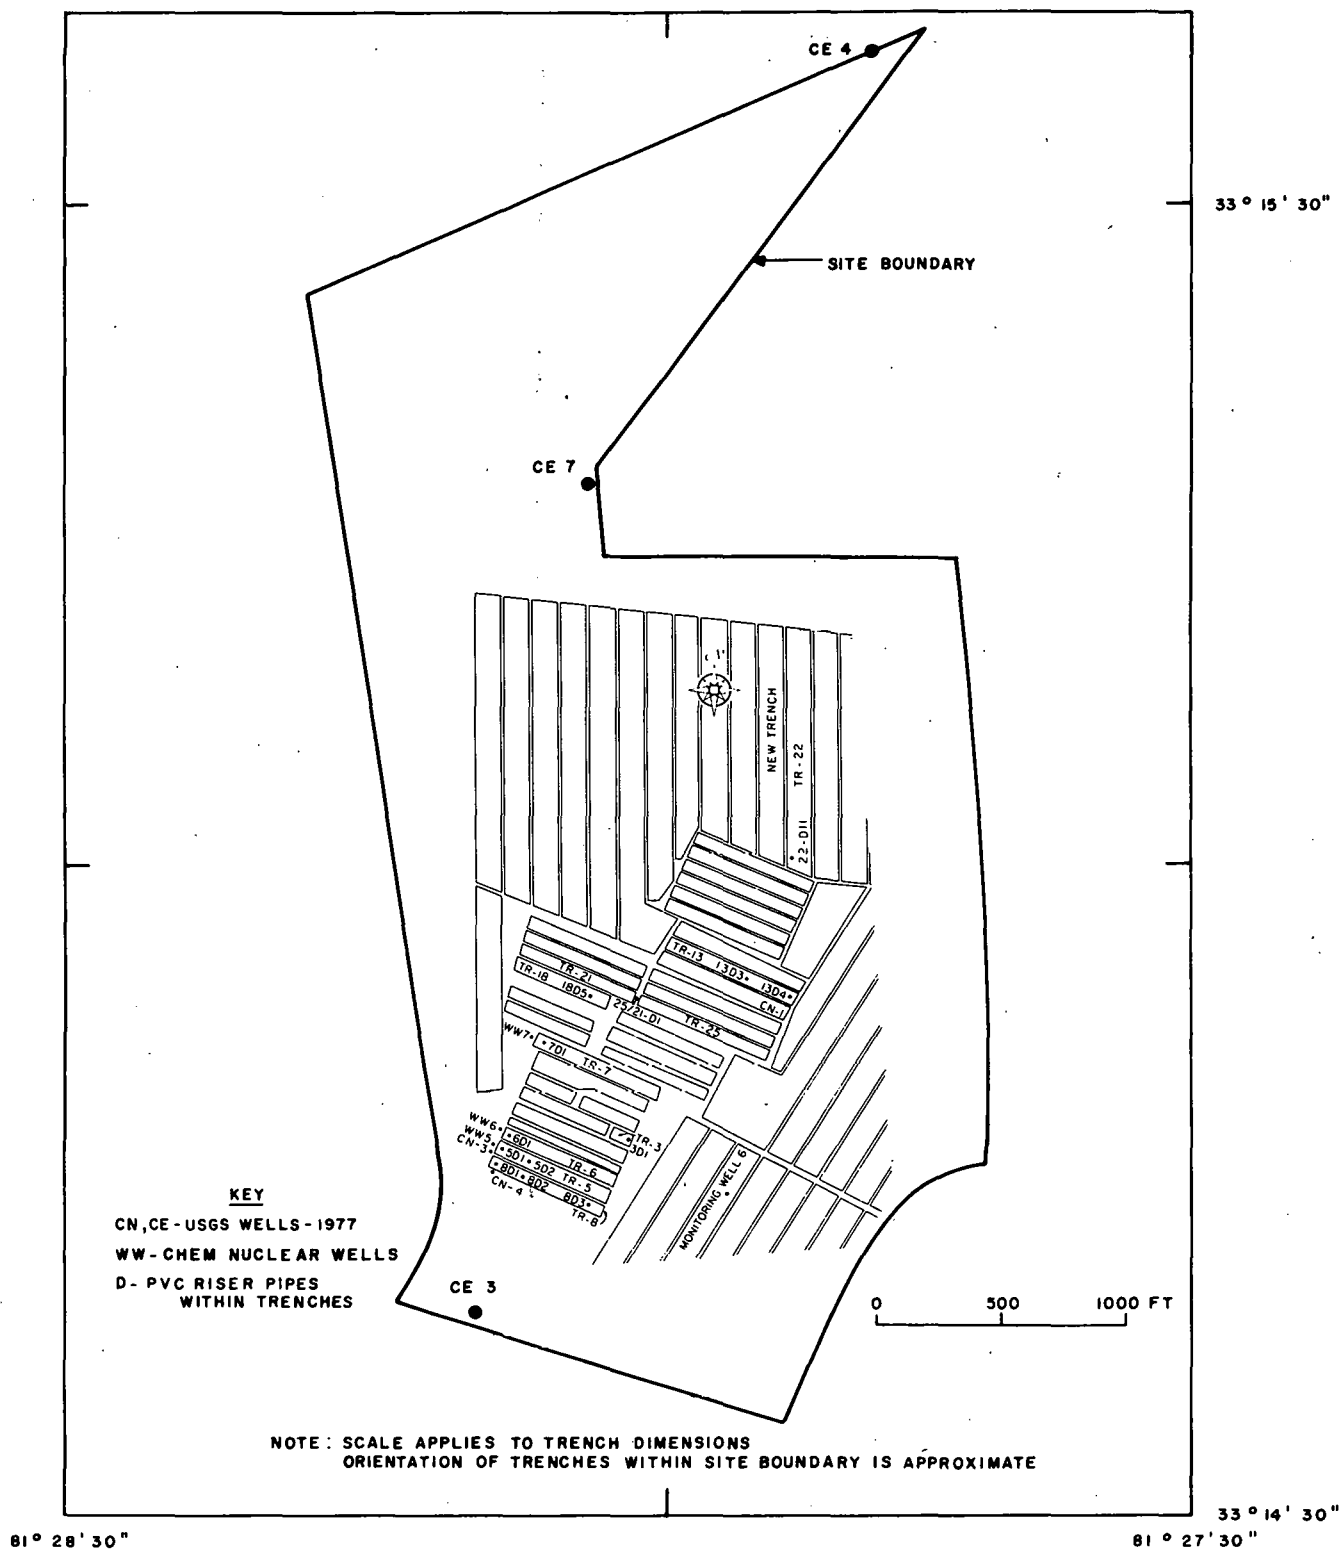 CE 4
33° 15' 30"
SITE BOUNDARY
CE 7
NEW TRENCH
TR-22
22-D11
TR-13 13D3 13D4
CN-1
TR-21
TR-18 18D5
25/21-D1
TR-25
WW7
7D1 TR-7
WW6
6D1
TR-6
TR-3
3D1
WW5
5D1 5D2 TR-5
CN-3
8D1 8D2 8D3
CN-4
TR-8
MONITORING WELL 6
KEY
CN,CE-USGS WELLS-1977
WW-CHEM NUCLEAR WELLS
D- PVC RISER PIPES
WITHIN TRENCHES
CE 3
0 500 1000 FT
NOTE: SCALE APPLIES TO TRENCH DIMENSIONS
ORIENTATION OF TRENCHES WITHIN SITE BOUNDARY IS APPROXIMATE
33° 14' 30"
81° 28' 30"
81° 27' 30"